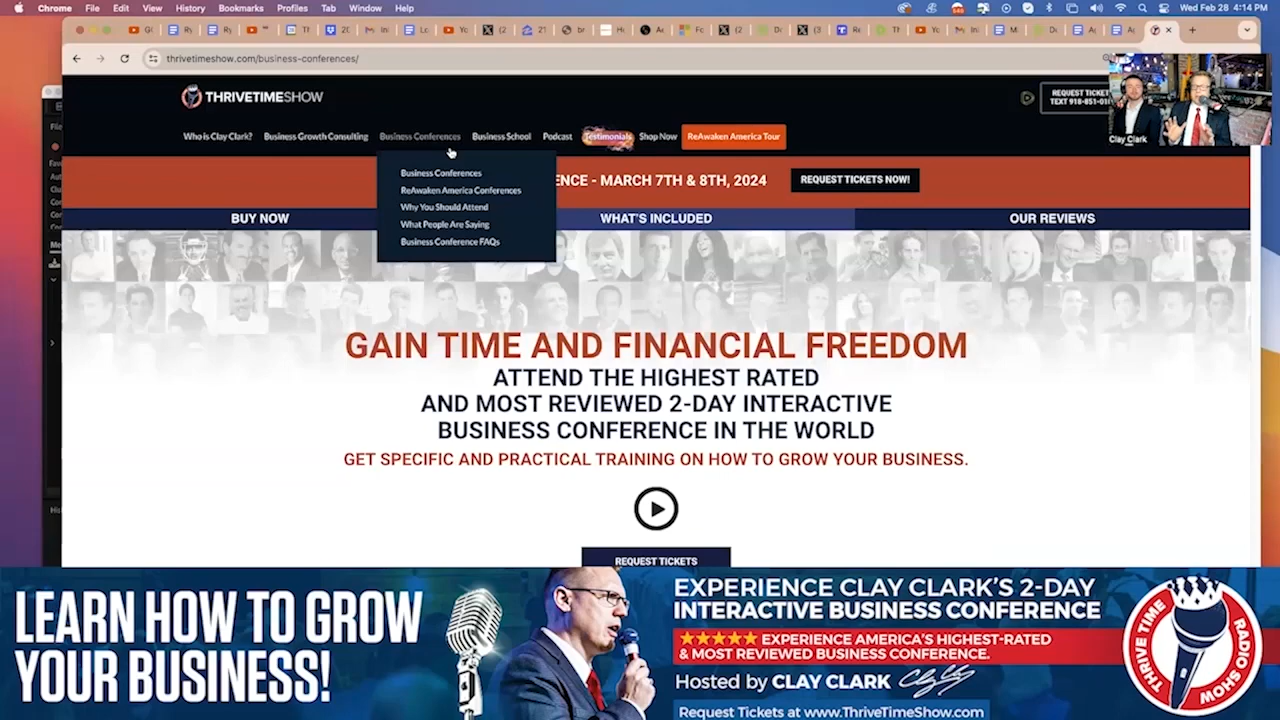 Chrome File Edit View History Bookmarks Profiles Tab Window Help
Wed Feb 28 4:14 PM
thrivetimeshow.com/business-conferences/
THRIVETIMESHOW
REQUEST TICKETS
TEXT 918-851-01
Clay Clark
Who is Clay Clark? Business Growth Consulting Business Conferences Business School Podcast Testimonials Shop Now ReAwaken America Tour
Business Conferences
ReAwaken America Conferences
Why You Should Attend
What People Are Saying
Business Conference FAQs
ENCE - MARCH 7TH & 8TH, 2024 REQUEST TICKETS NOW!
BUY NOW WHAT'S INCLUDED OUR REVIEWS
GAIN TIME AND FINANCIAL FREEDOM
ATTEND THE HIGHEST RATED
AND MOST REVIEWED 2-DAY INTERACTIVE
BUSINESS CONFERENCE IN THE WORLD
GET SPECIFIC AND PRACTICAL TRAINING ON HOW TO GROW YOUR BUSINESS.
REQUEST TICKETS
LEARN HOW TO GROW
YOUR BUSINESS!
EXPERIENCE CLAY CLARK'S 2-DAY
INTERACTIVE BUSINESS CONFERENCE
EXPERIENCE AMERICA'S HIGHEST-RATED
& MOST REVIEWED BUSINESS CONFERENCE.
Hosted by CLAY CLARK
Request Tickets at www.ThriveTimeShow.com
THRIVE TIME
RADIO SHOW